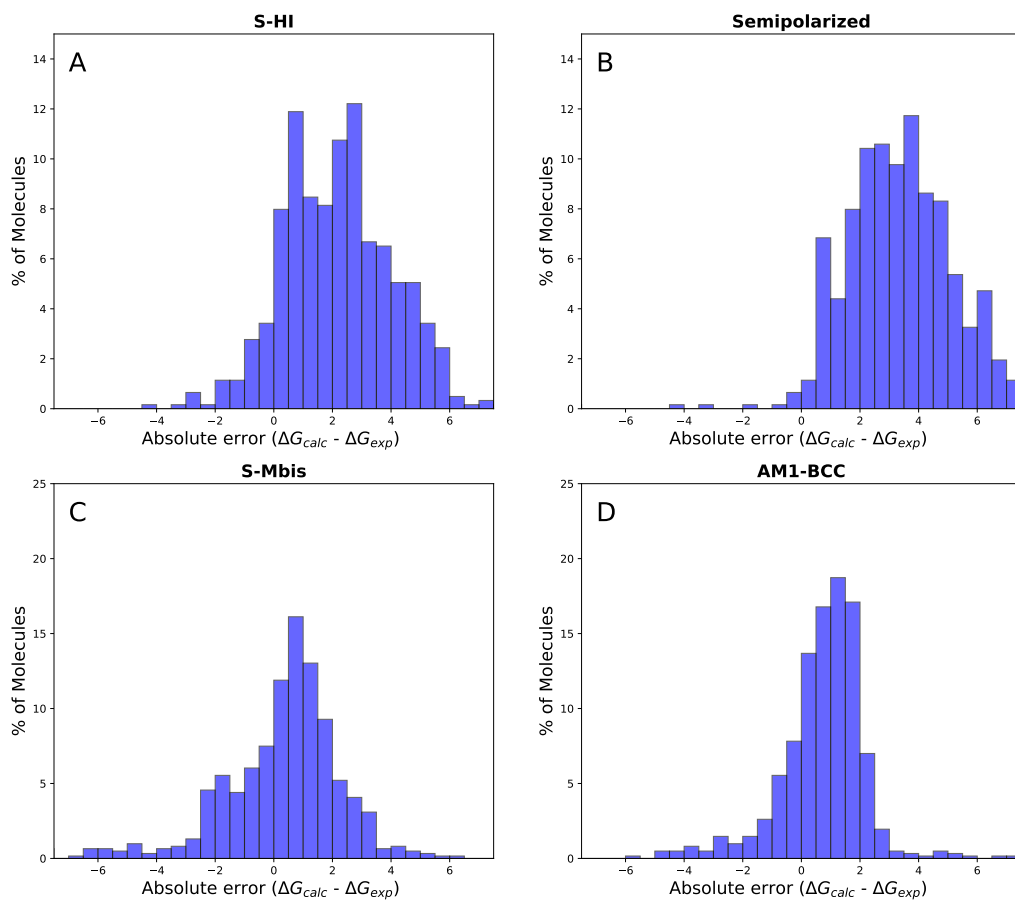 S-HI
A
% of Molecules
14
12
10
8
6
4
2
0
−6 −4 −2 0 2 4 6
Absolute error (ΔG_calc - ΔG_exp)
Semipolarized
B
% of Molecules
14
12
10
8
6
4
2
0
−6 −4 −2 0 2 4 6
Absolute error (ΔG_calc - ΔG_exp)
S-Mbis
C
% of Molecules
25
20
15
10
5
0
−6 −4 −2 0 2 4 6
Absolute error (ΔG_calc - ΔG_exp)
AM1-BCC
D
% of Molecules
25
20
15
10
5
0
−6 −4 −2 0 2 4 6
Absolute error (ΔG_calc - ΔG_exp)